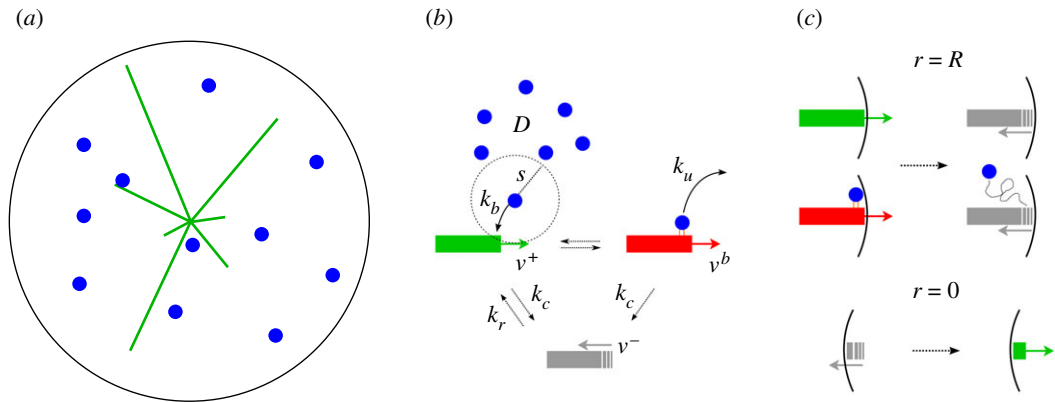 (a)
(b)
D
s
k_b
k_u
v^+
v^b
k_c
k_r
k_c
v^-
(c)
r = R
r = 0